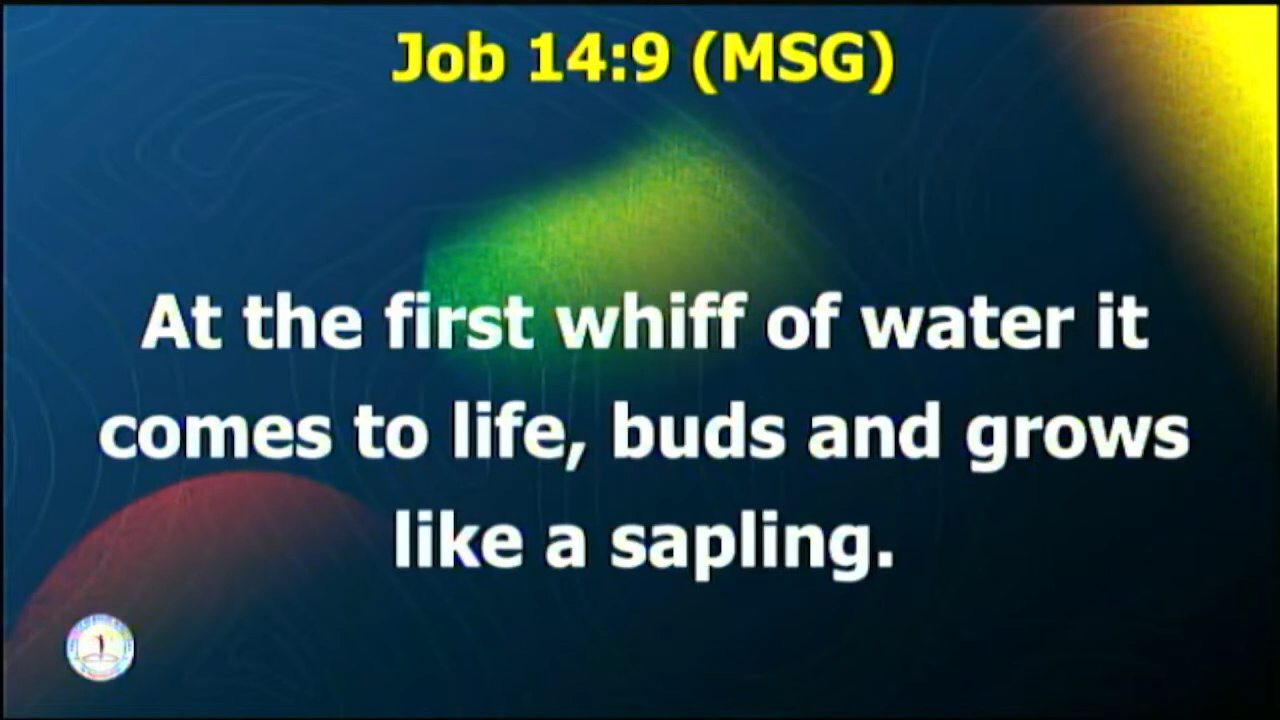 Job 14:9 (MSG)
At the first whiff of water it
comes to life, buds and grows
like a sapling.